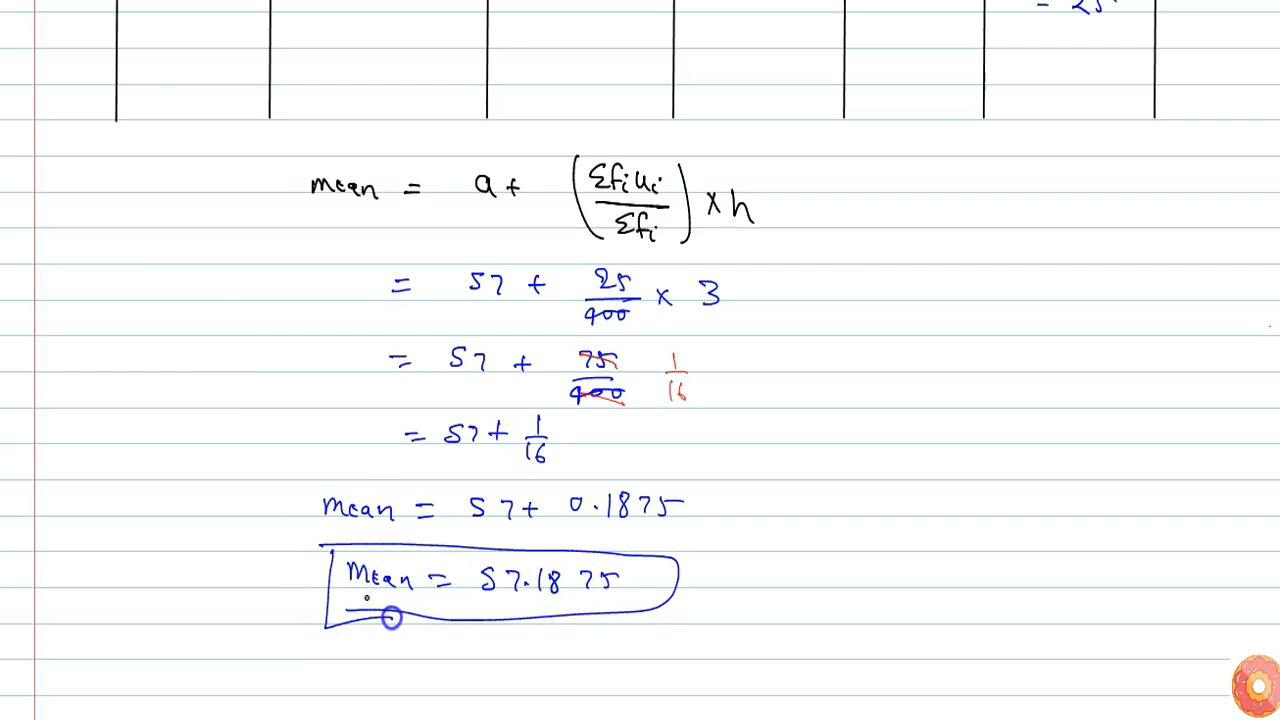 = 25
mean = a + (Σfiui / Σfi) × h
= 57 + 25/400 × 3
= 57 + 75/400 1/16
= 57 + 1/16
mean = 57 + 0.1875
Mean = 57.1875